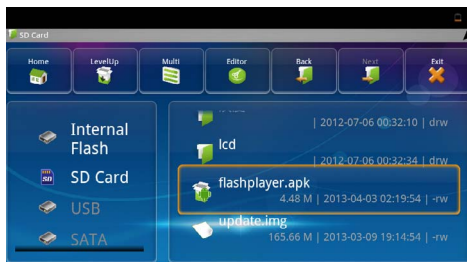 SD Card
Home LevelUp Multi Editor Back Next Exit
Internal
Flash
SD Card
USB
SATA
| 2012-07-06 00:32:10 | drw
lcd
| 2012-07-06 00:32:34 | drw
flashplayer.apk
4.48 M | 2013-04-03 02:19:54 | -rw
update.img
165.66 M | 2013-03-09 19:14:54 | -rw